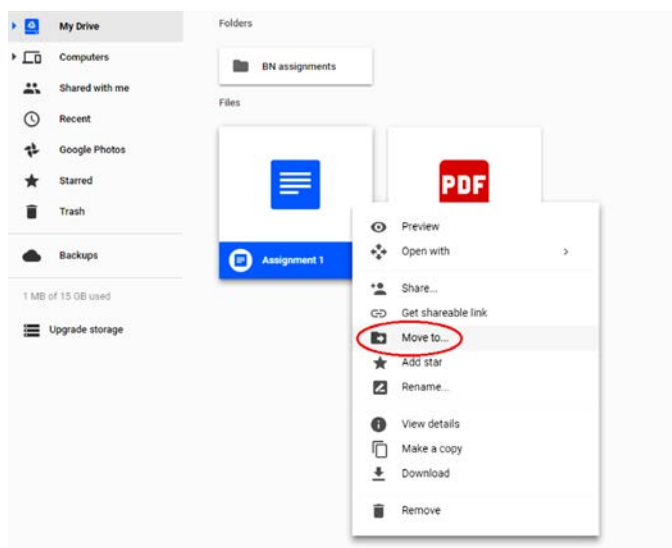 My Drive
Computers
Shared with me
Recent
Google Photos
Starred
Trash
Backups
1 MB of 15 GB used
Upgrade storage
Folders
BN assignments
Files
PDF
Assignment 1
Preview
Open with
Share...
Get shareable link
Move to...
Add star
Rename...
View details
Make a copy
Download
Remove